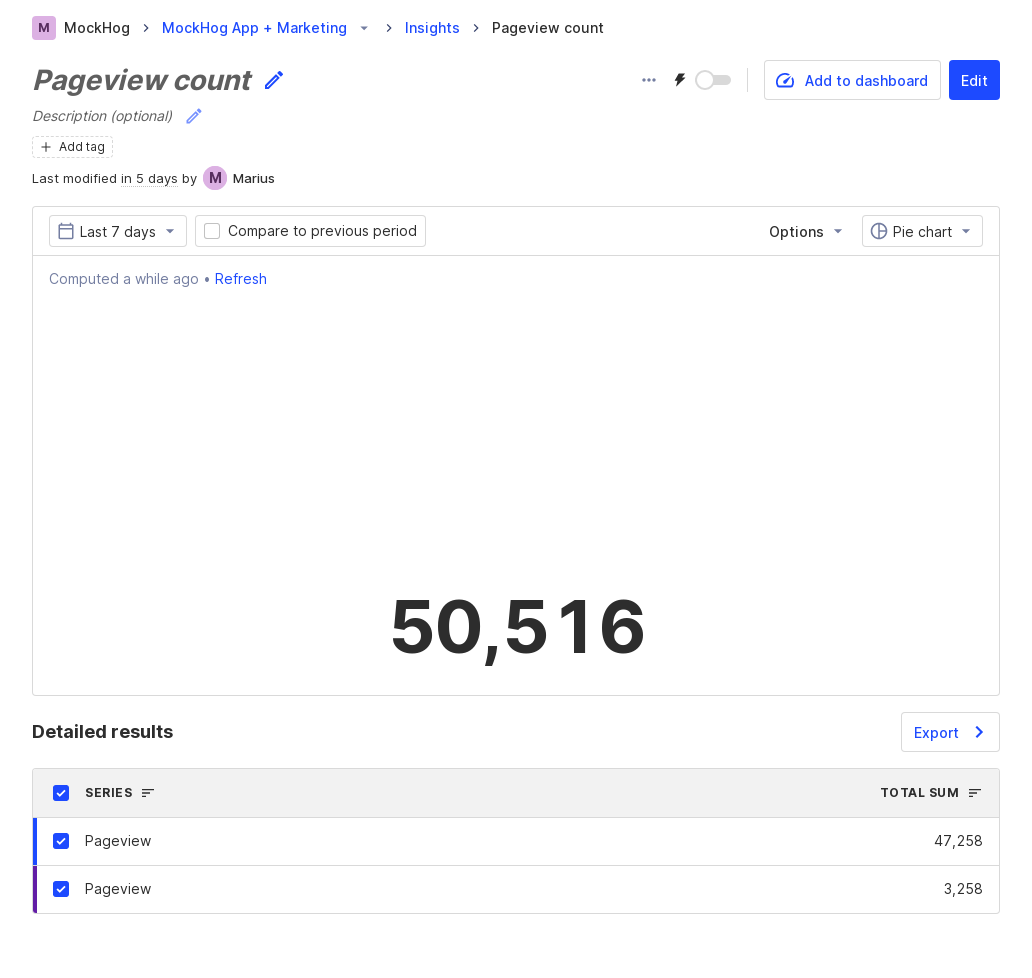 M MockHog > MockHog App + Marketing > Insights > Pageview count
Pageview count
Add to dashboard
Edit
Description (optional)
+ Add tag
Last modified in 5 days by M Marius
Last 7 days
Compare to previous period
Options
Pie chart
Computed a while ago • Refresh
50,516
Detailed results
Export
SERIES TOTAL SUM
Pageview 47,258
Pageview 3,258